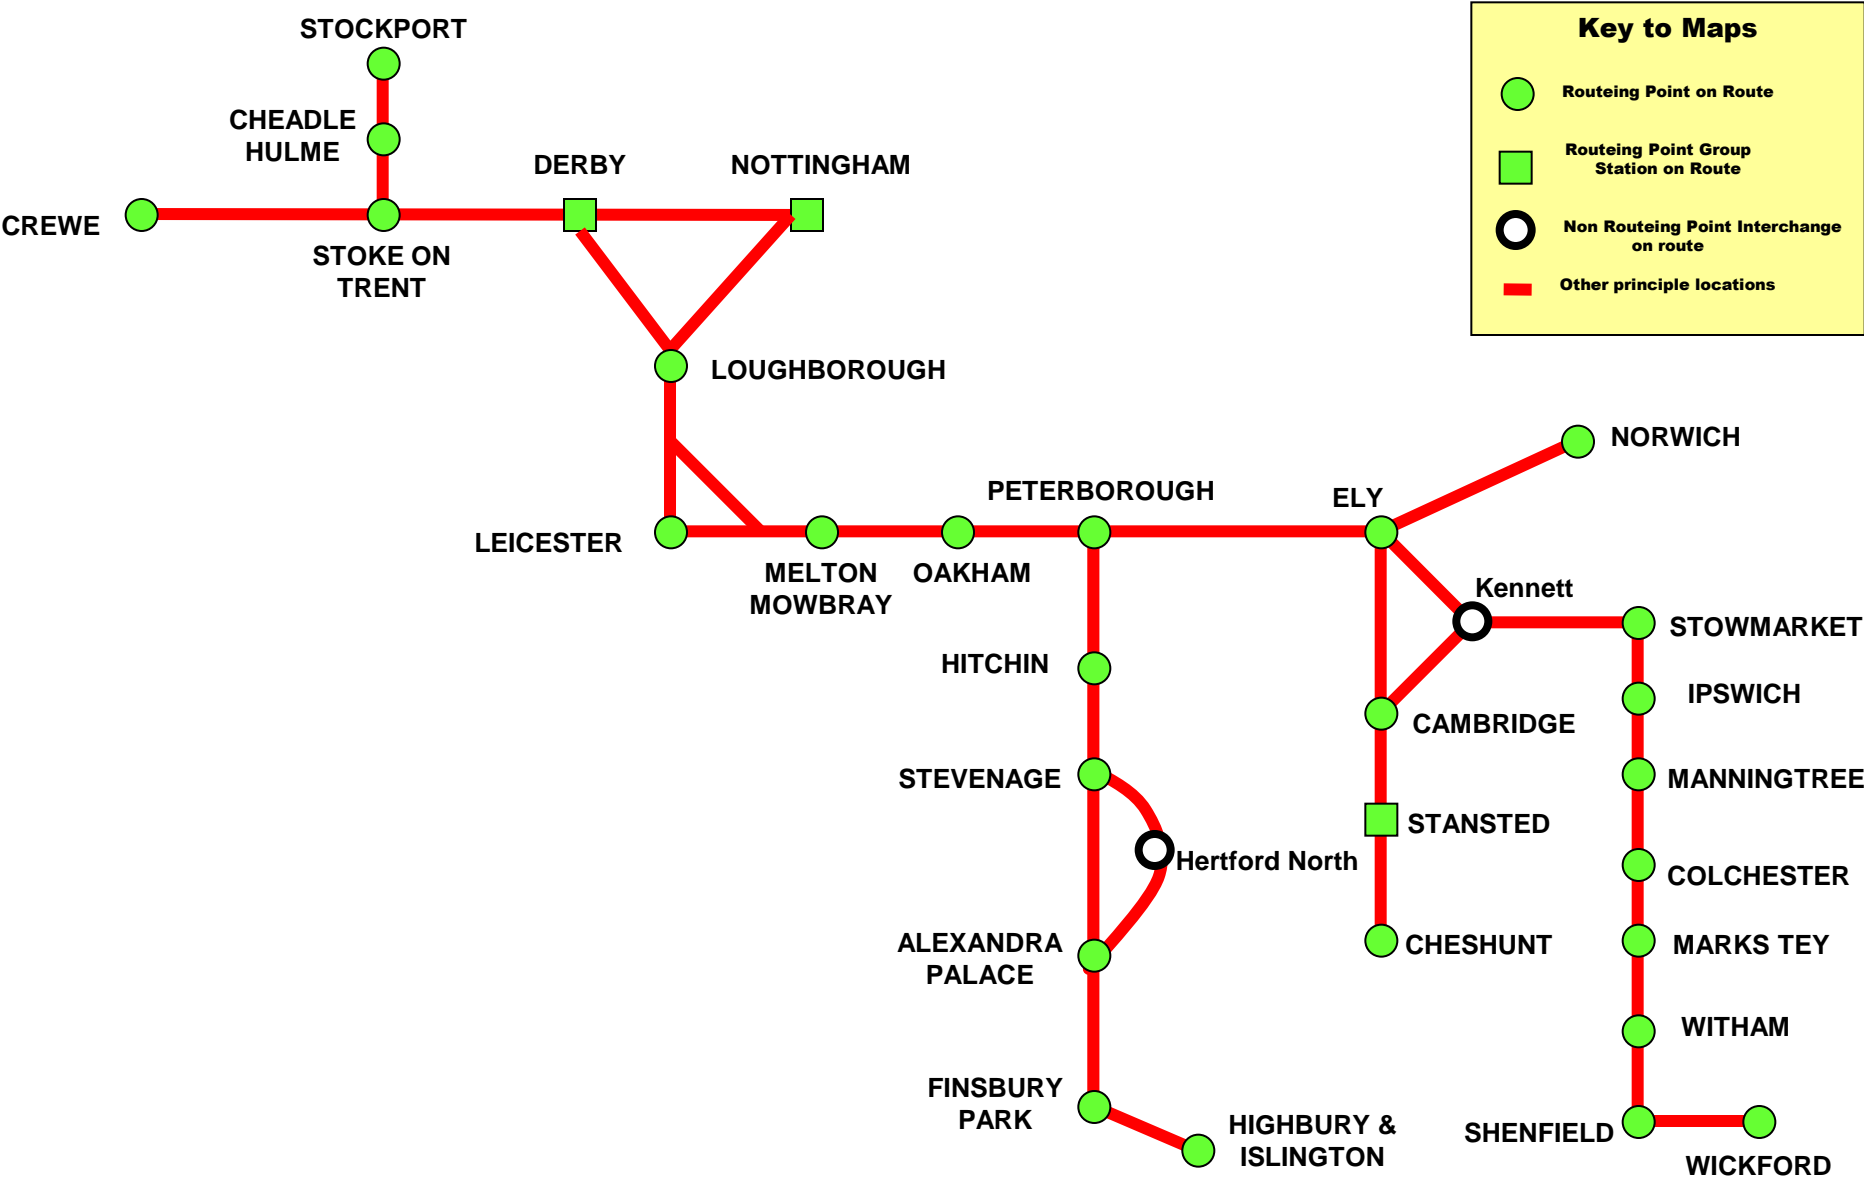 STOCKPORT
Key to Maps
Routeing Point on Route
CHEADLE
HULME
Routeing Point Group
Station on Route
DERBY
NOTTINGHAM
CREWE
Non Routeing Point Interchange
on route
STOKE ON
TRENT
Other principle locations
LOUGHBOROUGH
NORWICH
PETERBOROUGH
ELY
LEICESTER
MELTON
MOWBRAY
OAKHAM
Kennett
STOWMARKET
HITCHIN
IPSWICH
CAMBRIDGE
STEVENAGE
MANNINGTREE
STANSTED
Hertford North
COLCHESTER
ALEXANDRA
PALACE
CHESHUNT
MARKS TEY
WITHAM
FINSBURY
PARK
HIGHBURY &
ISLINGTON
SHENFIELD
WICKFORD